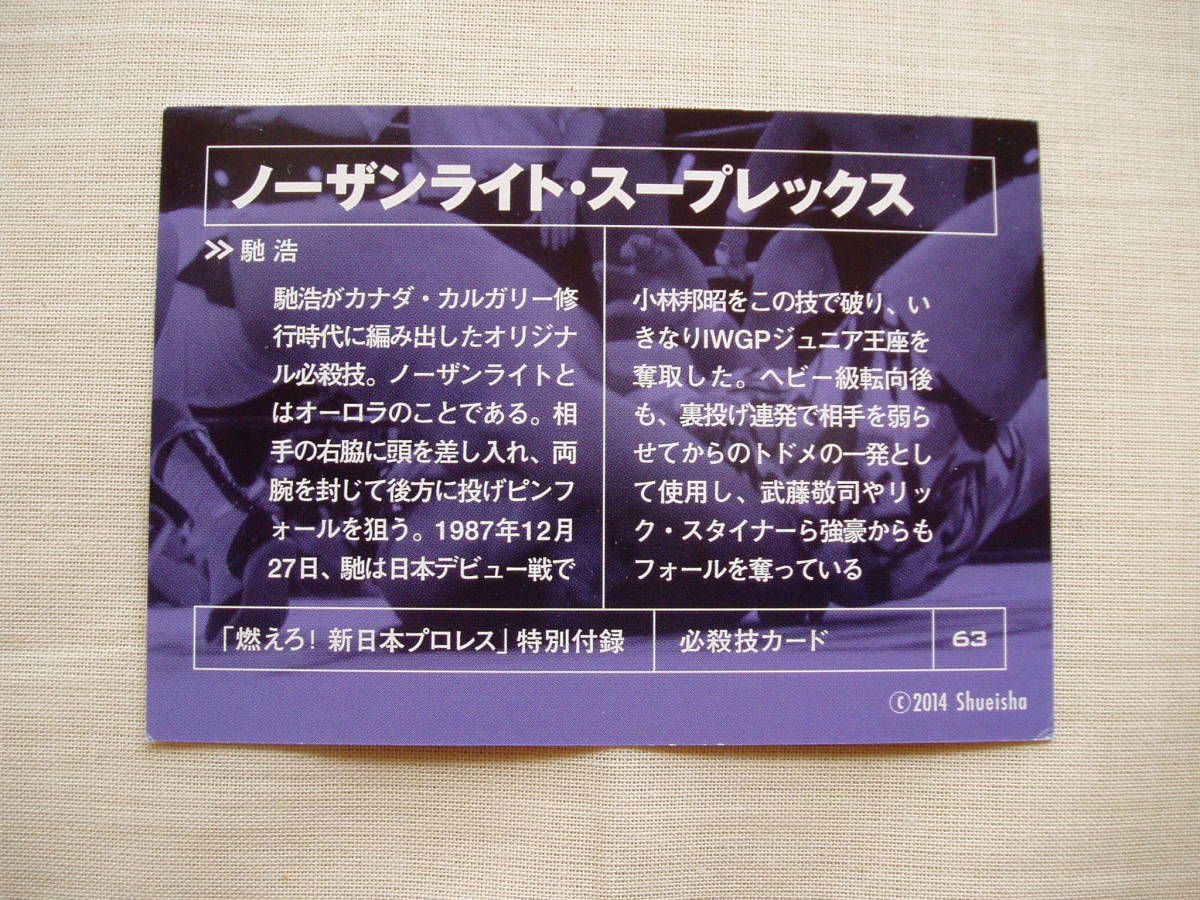 ノーザンライト・スープレックス
≫ 馳 浩
馳浩がカナダ・カルガリー修
行時代に編み出したオリジナ
ル必殺技。ノーザンライトと
はオーロラのことである。相
手の右脇に頭を差し入れ、両
腕を封じて後方に投げピンフ
ォールを狙う。1987年12月
27日、馳は日本デビュー戦で
小林邦昭をこの技で破り、い
きなりIWGPジュニア王座を
奪取した。ヘビー級転向後
も、裏投げ連発で相手を弱ら
せてからのトドメの一発とし
て使用し、武藤敬司やリッ
ク・スタイナーら強豪からも
フォールを奪っている
「燃えろ! 新日本プロレス」特別付録
必殺技カード
63
©2014 Shueisha